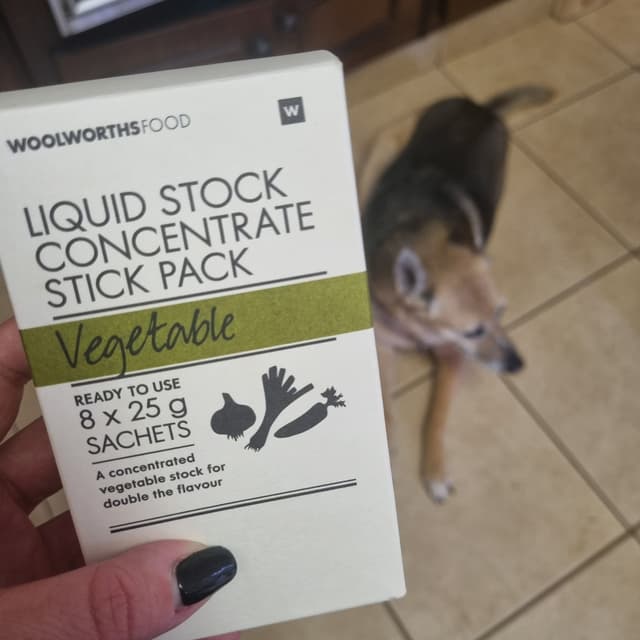 WOOLWORTHSFOOD
W
LIQUID STOCK
CONCENTRATE
STICK PACK
Vegetable
READY TO USE
8 x 25 g
SACHETS
A concentrated
vegetable stock for
double the flavour